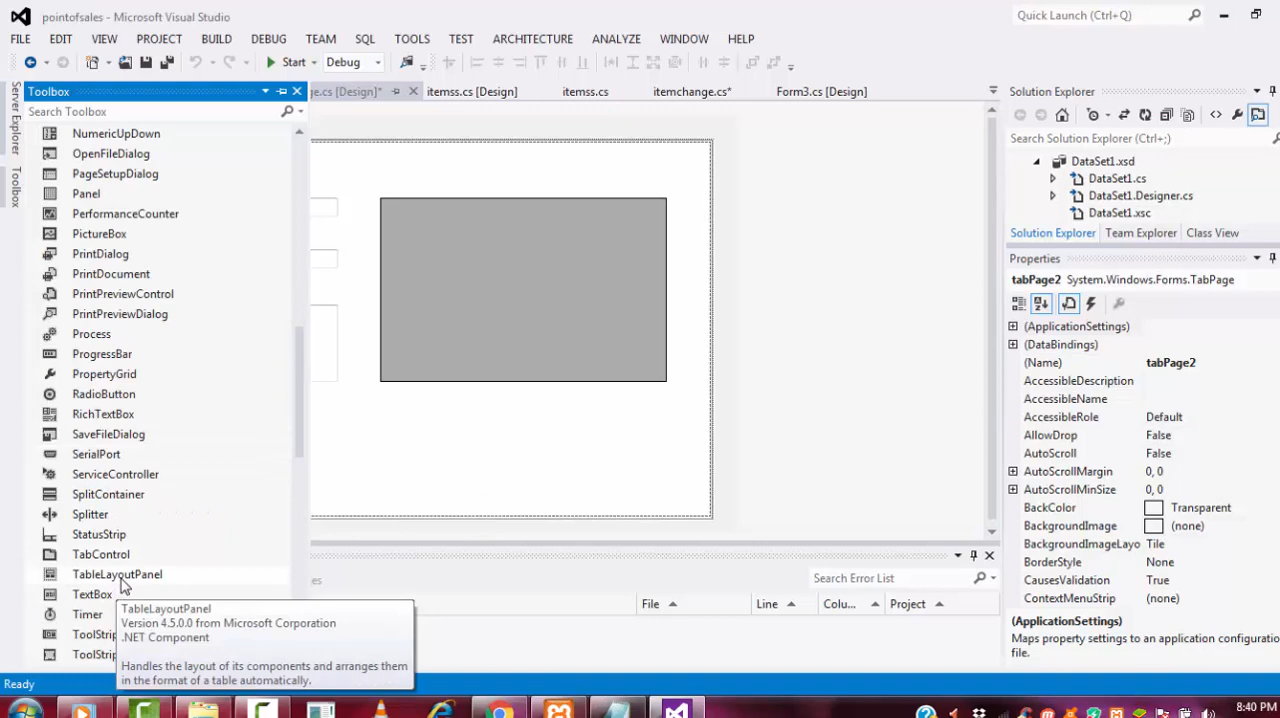 pointofsales - Microsoft Visual Studio
Quick Launch (Ctrl+Q)
FILE EDIT VIEW PROJECT BUILD DEBUG TEAM SQL TOOLS TEST ARCHITECTURE ANALYZE WINDOW HELP
Start Debug
Server Explorer
Toolbox
Toolbox
Search Toolbox
NumericUpDown
OpenFileDialog
PageSetupDialog
Panel
PerformanceCounter
PictureBox
PrintDialog
PrintDocument
PrintPreviewControl
PrintPreviewDialog
Process
ProgressBar
PropertyGrid
RadioButton
RichTextBox
SaveFileDialog
SerialPort
ServiceController
SplitContainer
Splitter
StatusStrip
TabControl
TableLayoutPanel
TextBox
Timer
ToolStrip
ToolStrip
TableLayoutPanel
Version 4.5.0.0 from Microsoft Corporation
.NET Component
Handles the layout of its components and arranges them
in the format of a table automatically.
ge.cs [Design]* itemss.cs [Design] itemss.cs itemchange.cs* Form3.cs [Design]
es
Search Error List
File Line Colu... Project
Solution Explorer
Search Solution Explorer (Ctrl+;)
DataSet1.xsd
DataSet1.cs
DataSet1.Designer.cs
DataSet1.xsc
Solution Explorer Team Explorer Class View
Properties
tabPage2 System.Windows.Forms.TabPage
(ApplicationSettings)
(DataBindings)
(Name) tabPage2
AccessibleDescription
AccessibleName
AccessibleRole Default
AllowDrop False
AutoScroll False
AutoScrollMargin 0, 0
AutoScrollMinSize 0, 0
BackColor Transparent
BackgroundImage (none)
BackgroundImageLayo Tile
BorderStyle None
CausesValidation True
ContextMenuStrip (none)
(ApplicationSettings)
Maps property settings to an application configuratio
file.
Ready
8:40 PM